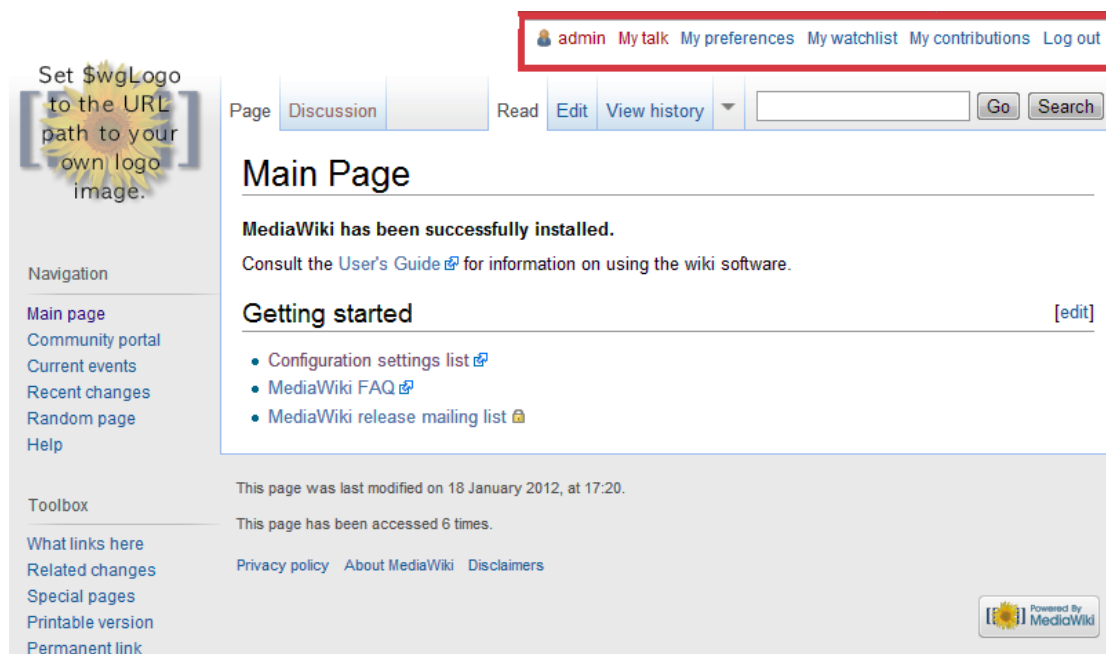 admin My talk My preferences My watchlist My contributions Log out
Set $wgLogo
to the URL
path to your
own logo
image.
Page Discussion Read Edit View history Go Search
Main Page
MediaWiki has been successfully installed.
Consult the User's Guide for information on using the wiki software.
Getting started [edit]
Configuration settings list
MediaWiki FAQ
MediaWiki release mailing list
Navigation
Main page
Community portal
Current events
Recent changes
Random page
Help
Toolbox
What links here
Related changes
Special pages
Printable version
Permanent link
This page was last modified on 18 January 2012, at 17:20.
This page has been accessed 6 times.
Privacy policy About MediaWiki Disclaimers
Powered By
MediaWiki